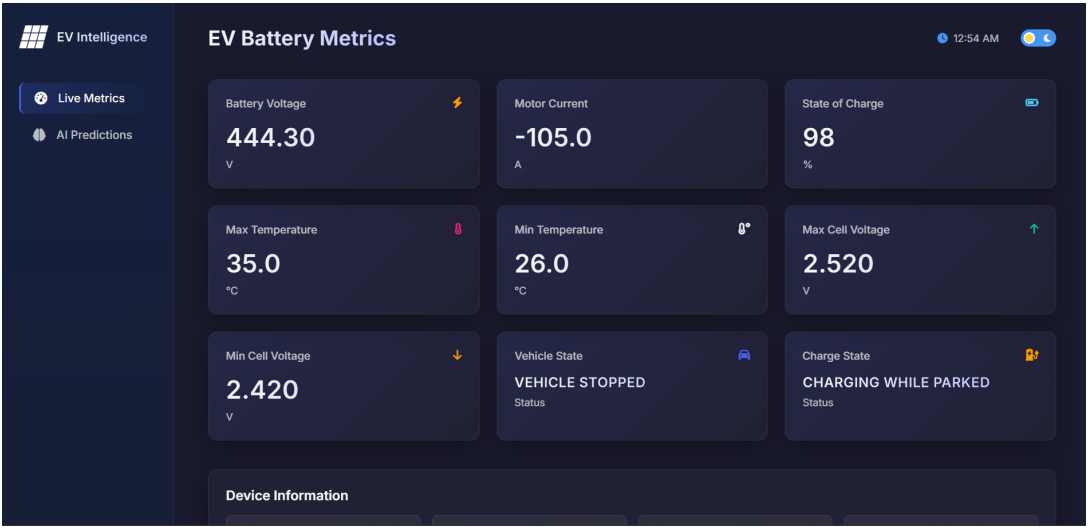 EV Intelligence
Live Metrics
AI Predictions
EV Battery Metrics
12:54 AM
Battery Voltage
444.30
V
Motor Current
-105.0
A
State of Charge
98
%
Max Temperature
35.0
°C
Min Temperature
26.0
°C
Max Cell Voltage
2.520
V
Min Cell Voltage
2.420
V
Vehicle State
VEHICLE STOPPED
Status
Charge State
CHARGING WHILE PARKED
Status
Device Information